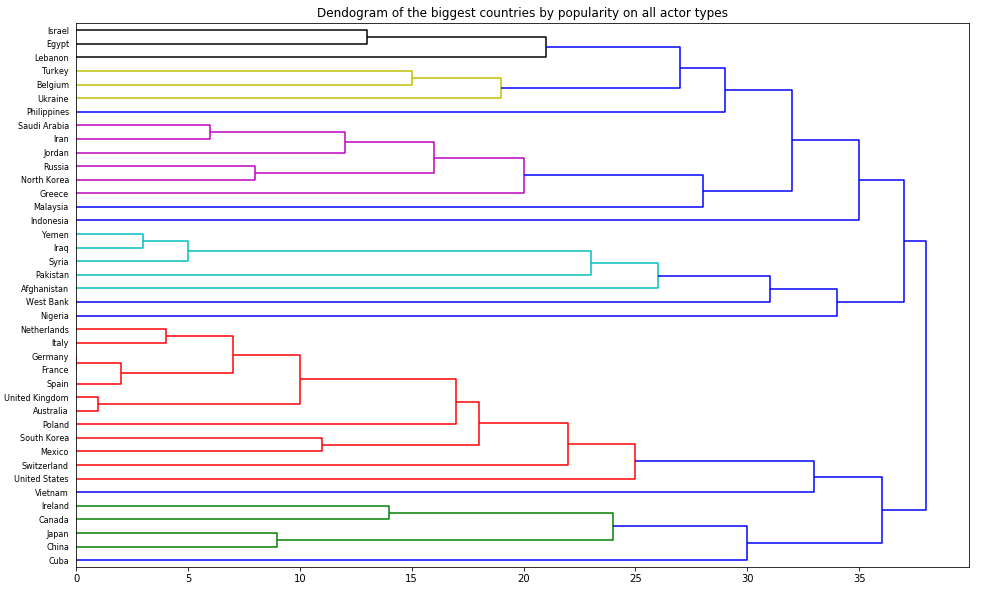 Dendogram of the biggest countries by popularity on all actor types
Israel
Egypt
Lebanon
Turkey
Belgium
Ukraine
Philippines
Saudi Arabia
Iran
Jordan
Russia
North Korea
Greece
Malaysia
Indonesia
Yemen
Iraq
Syria
Pakistan
Afghanistan
West Bank
Nigeria
Netherlands
Italy
Germany
France
Spain
United Kingdom
Australia
Poland
South Korea
Mexico
Switzerland
United States
Vietnam
Ireland
Canada
Japan
China
Cuba
0 5 10 15 20 25 30 35